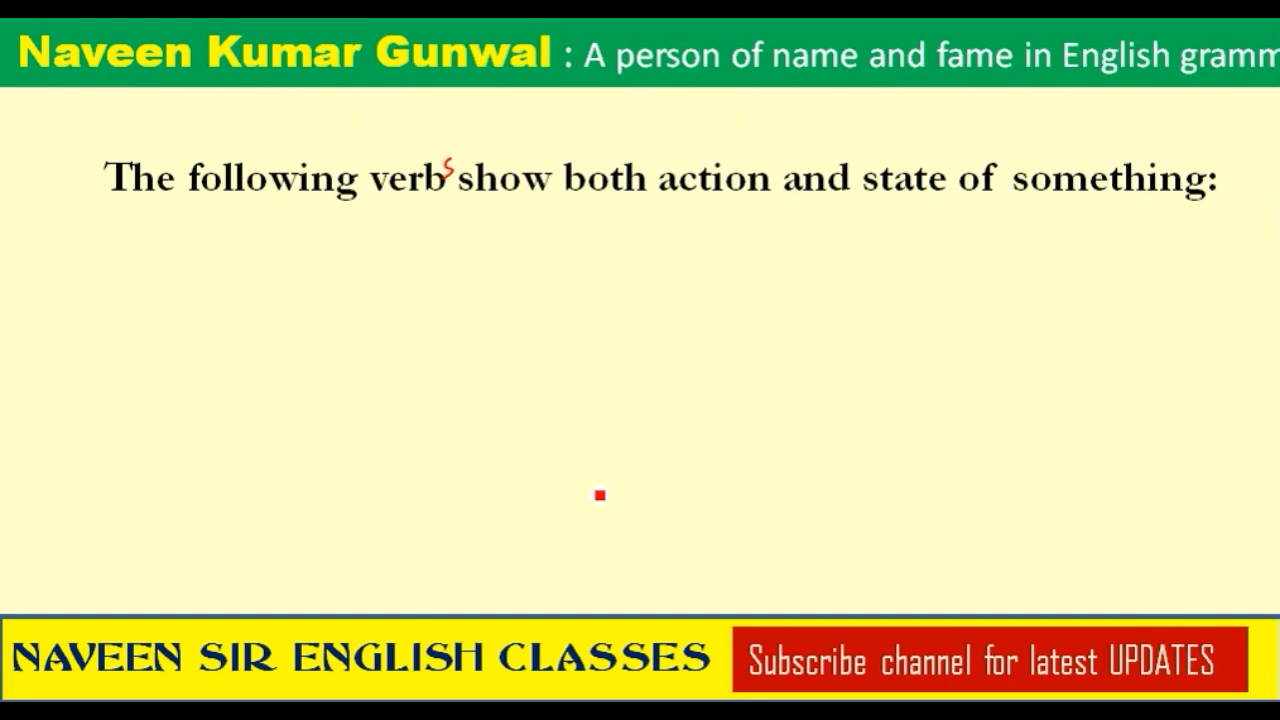 Naveen Kumar Gunwal : A person of name and fame in English gramm
The following verbs show both action and state of something:
NAVEEN SIR ENGLISH CLASSES
Subscribe channel for latest UPDATES